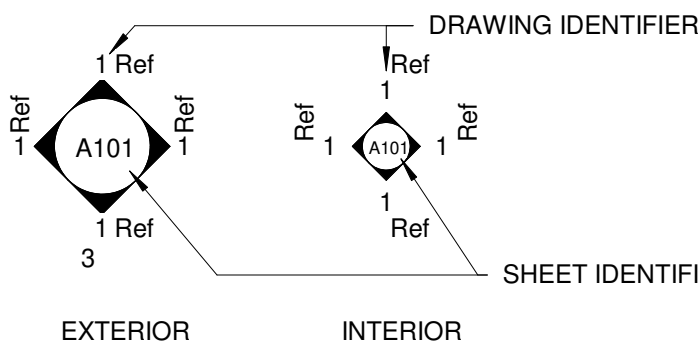 DRAWING IDENTIFIER
1 Ref
Ref
1
Ref
1
A101
1 Ref
3
Ref
1
Ref
1
Ref
1
A101
1
Ref
SHEET IDENTIFI
EXTERIOR
INTERIOR